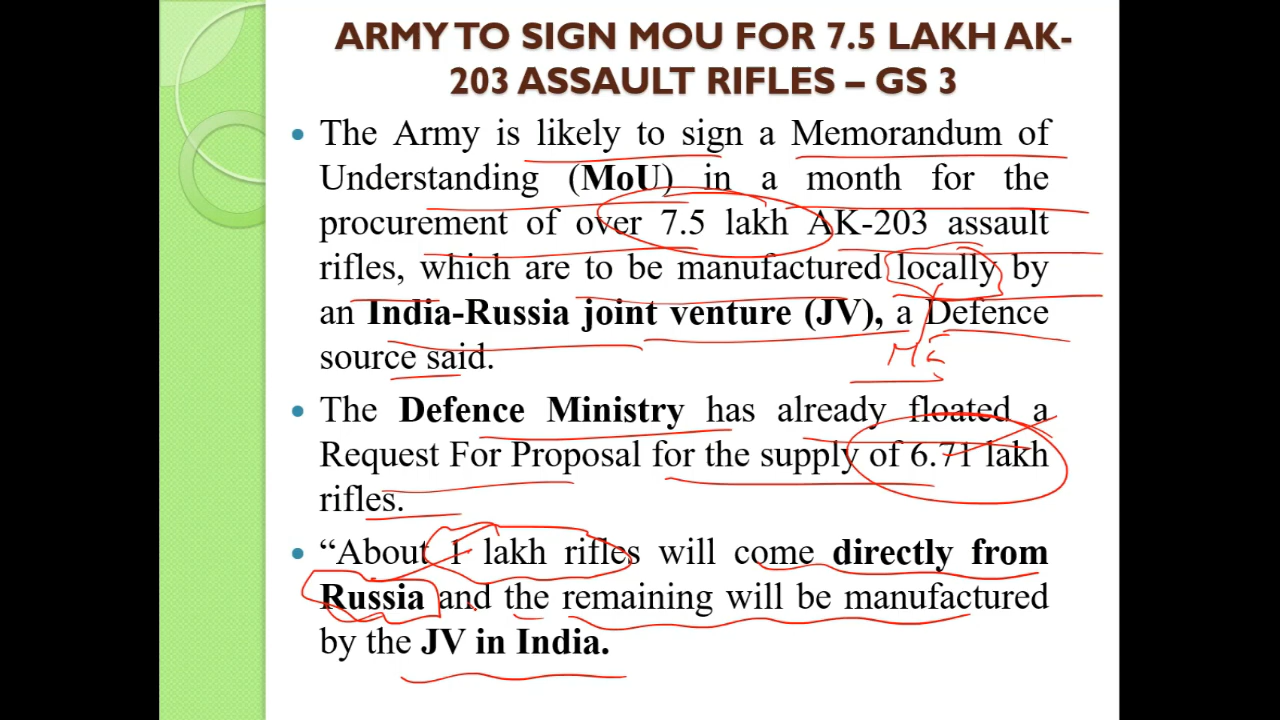 ARMY TO SIGN MOU FOR 7.5 LAKH AK-
203 ASSAULT RIFLES – GS 3
• The Army is likely to sign a Memorandum of
Understanding (MoU) in a month for the
procurement of over 7.5 lakh AK-203 assault
rifles, which are to be manufactured locally by
an India-Russia joint venture (JV), a Defence
source said.
• The Defence Ministry has already floated a
Request For Proposal for the supply of 6.71 lakh
rifles.
• “About 1 lakh rifles will come directly from
Russia and the remaining will be manufactured
by the JV in India.